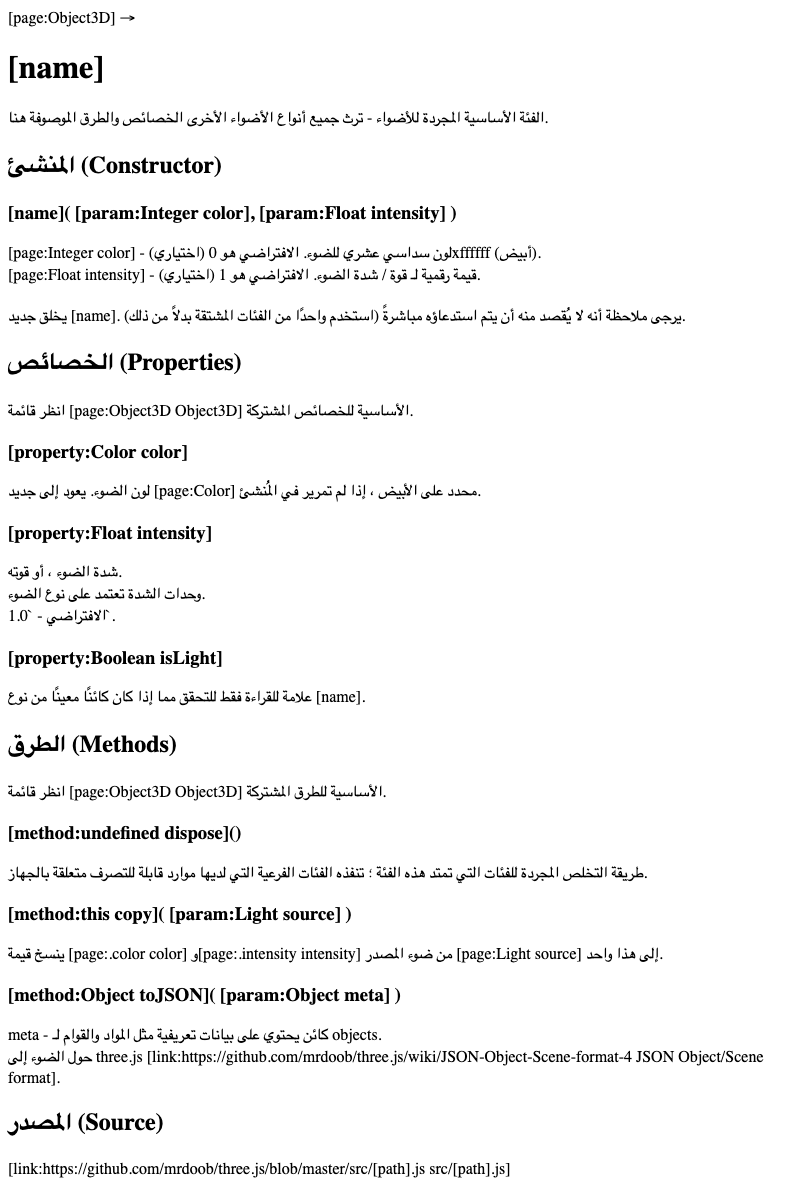 [page:Object3D] →
[name]
الفئة الأساسية المجردة للأضواء - ترث جميع أنواع الأضواء الأخرى الخصائص والطرق الموصوفة هنا.
المنشئ (Constructor)
[name]( [param:Integer color], [param:Float intensity] )
[page:Integer color] - (اختياري) لون سداسي عشري للضوء. الافتراضي هو 0xffffff (أبيض).
[page:Float intensity] - (اختياري) قيمة رقمية لـ قوة / شدة الضوء. الافتراضي هو 1.
يخلق جديد [name]. يرجى ملاحظة أنه لا يُقصد منه أن يتم استدعاؤه مباشرةً (استخدم واحدًا من الفئات المشتقة بدلاً من ذلك).
الخصائص (Properties)
انظر قائمة [page:Object3D Object3D] الأساسية للخصائص المشتركة.
[property:Color color]
لون الضوء. يعود إلى جديد [page:Color] محدد على الأبيض ، إذا لم تمرير في المُنشئ.
[property:Float intensity]
شدة الضوء ، أو قوته.
وحدات الشدة تعتمد على نوع الضوء.
الافتراضي - `1.0`.
[property:Boolean isLight]
علامة للقراءة فقط للتحقق مما إذا كان كائنًا معينًا من نوع [name].
الطرق (Methods)
انظر قائمة [page:Object3D Object3D] الأساسية للطرق المشتركة.
[method:undefined dispose]()
طريقة التخلص المجردة للفئات التي تمتد هذه الفئة ؛ تنفذه الفئات الفرعية التي لديها موارد قابلة للتصرف متعلقة بالجهاز.
[method:this copy]( [param:Light source] )
ينسخ قيمة [page:.color color] و[page:.intensity intensity] من ضوء المصدر [page:Light source] إلى هذا واحد.
[method:Object toJSON]( [param:Object meta] )
meta - كائن يحتوي على بيانات تعريفية مثل المواد والقوام لـ objects.
حول الضوء إلى three.js [link:https://github.com/mrdoob/three.js/wiki/JSON-Object-Scene-format-4 JSON Object/Scene
format].
المصدر (Source)
[link:https://github.com/mrdoob/three.js/blob/master/src/[path].js src/[path].js]